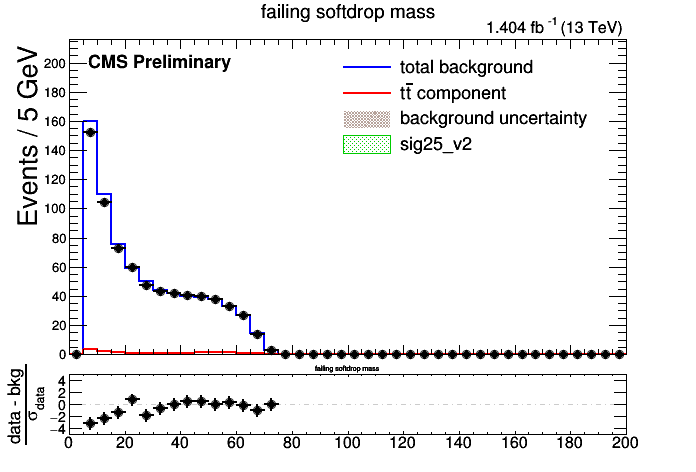 failing softdrop mass
1.404 fb⁻¹ (13 TeV)
CMS Preliminary
total background
tt̅ component
background uncertainty
sig25_v2
Events / 5 GeV
200
180
160
140
120
100
80
60
40
20
0
failing softdrop mass
data - bkg
σ data
4
2
0
−2
−4
0 20 40 60 80 100 120 140 160 180 200